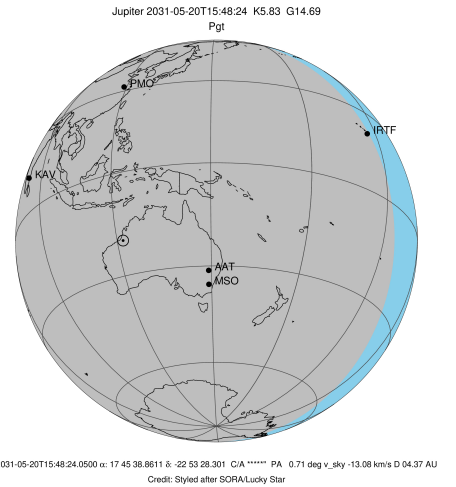 Jupiter 2031-05-20T15:48:24 K5.83 G14.69
Pgt
PMO
IRTF
KAV
AAT
MSO
031-05-20T15:48:24.0500 α: 17 45 38.8611 δ: -22 53 28.301 C/A *****" PA 0.71 deg v_sky -13.08 km/s D 04.37 AU
Credit: Styled after SORA/Lucky Star